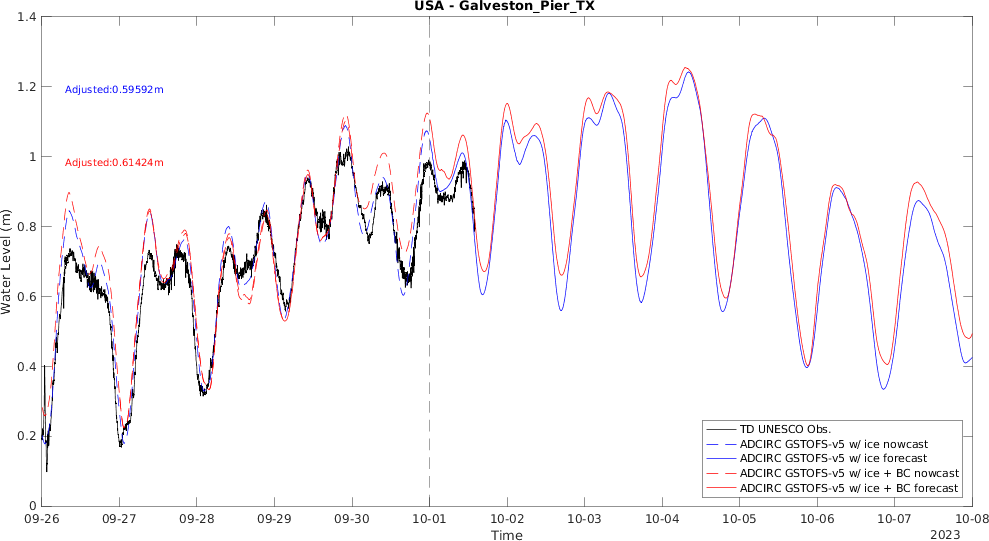 USA - Galveston_Pier_TX
1.4
1.2
1
0.8
0.6
0.4
0.2
0
Water Level (m)
Adjusted:0.59592m
Adjusted:0.61424m
TD UNESCO Obs.
ADCIRC GSTOFS-v5 w/ ice nowcast
ADCIRC GSTOFS-v5 w/ ice forecast
ADCIRC GSTOFS-v5 w/ ice + BC nowcast
ADCIRC GSTOFS-v5 w/ ice + BC forecast
09-26 09-27 09-28 09-29 09-30 10-01 10-02 10-03 10-04 10-05 10-06 10-07 10-08
Time
2023